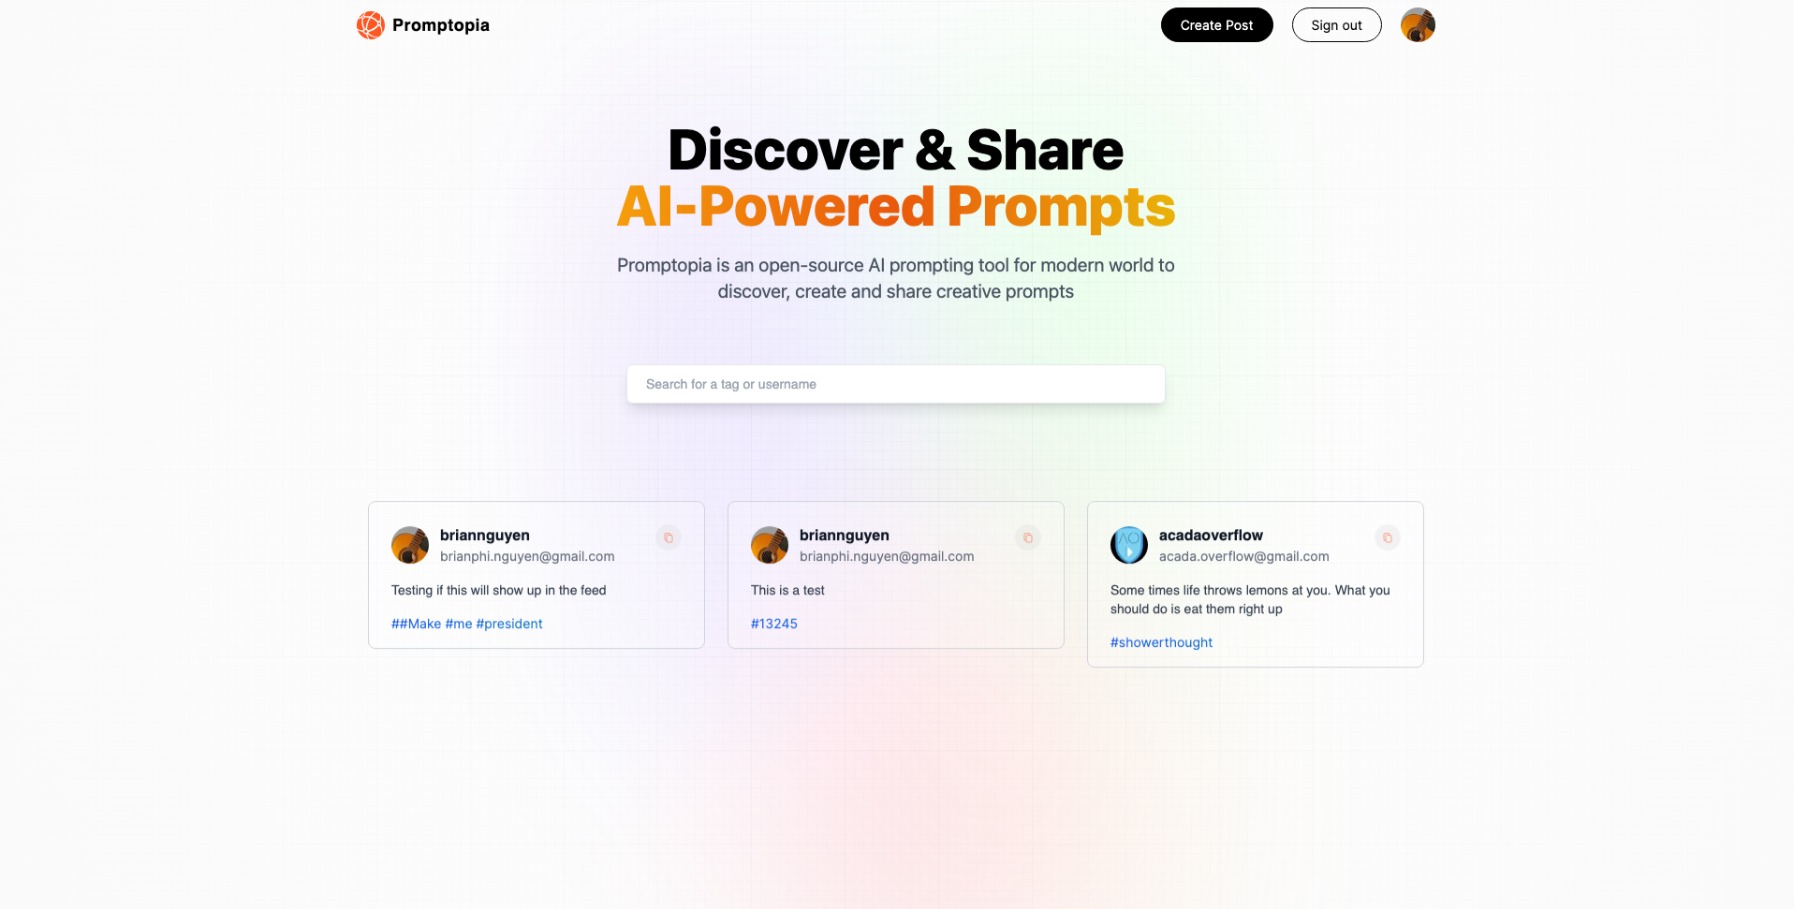 Promptopia
Create Post
Sign out
Discover & Share
AI-Powered Prompts
Promptopia is an open-source AI prompting tool for modern world to
discover, create and share creative prompts
Search for a tag or username
briannguyen
brianphi.nguyen@gmail.com
Testing if this will show up in the feed
##Make #me #president
briannguyen
brianphi.nguyen@gmail.com
This is a test
#13245
acadaoverflow
acada.overflow@gmail.com
Some times life throws lemons at you. What you
should do is eat them right up
#showerthought